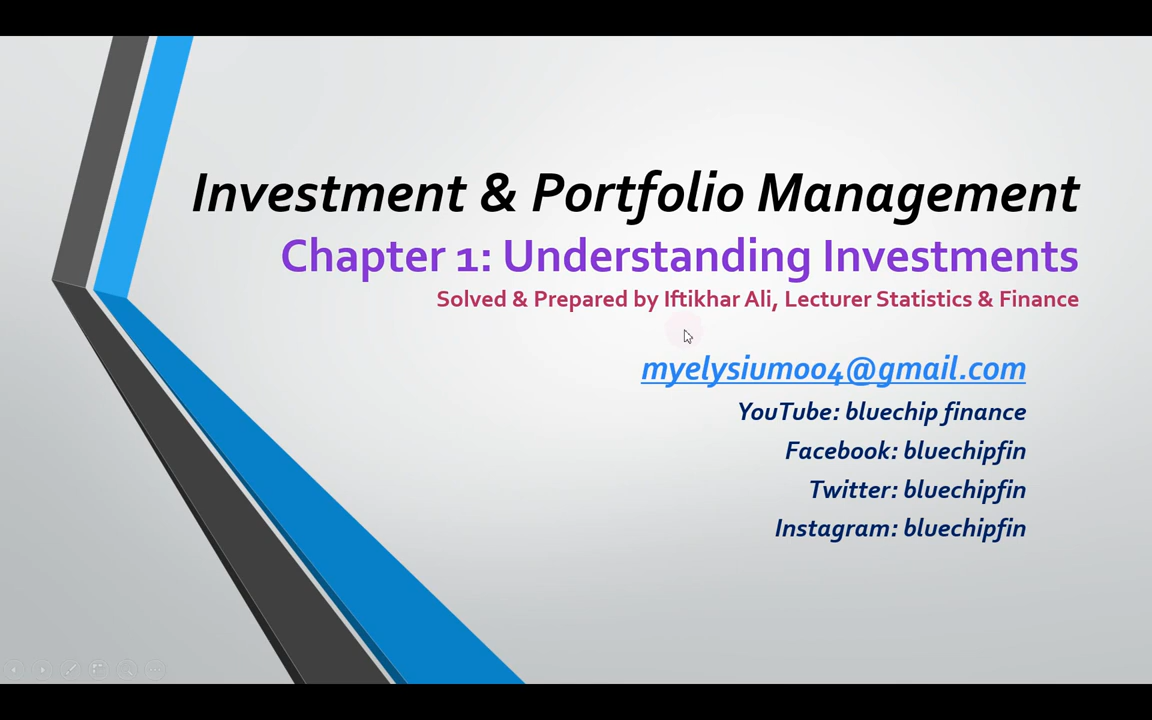 Investment & Portfolio Management
Chapter 1: Understanding Investments
Solved & Prepared by Iftikhar Ali, Lecturer Statistics & Finance
myelysium004@gmail.com
YouTube: bluechip finance
Facebook: bluechipfin
Twitter: bluechipfin
Instagram: bluechipfin